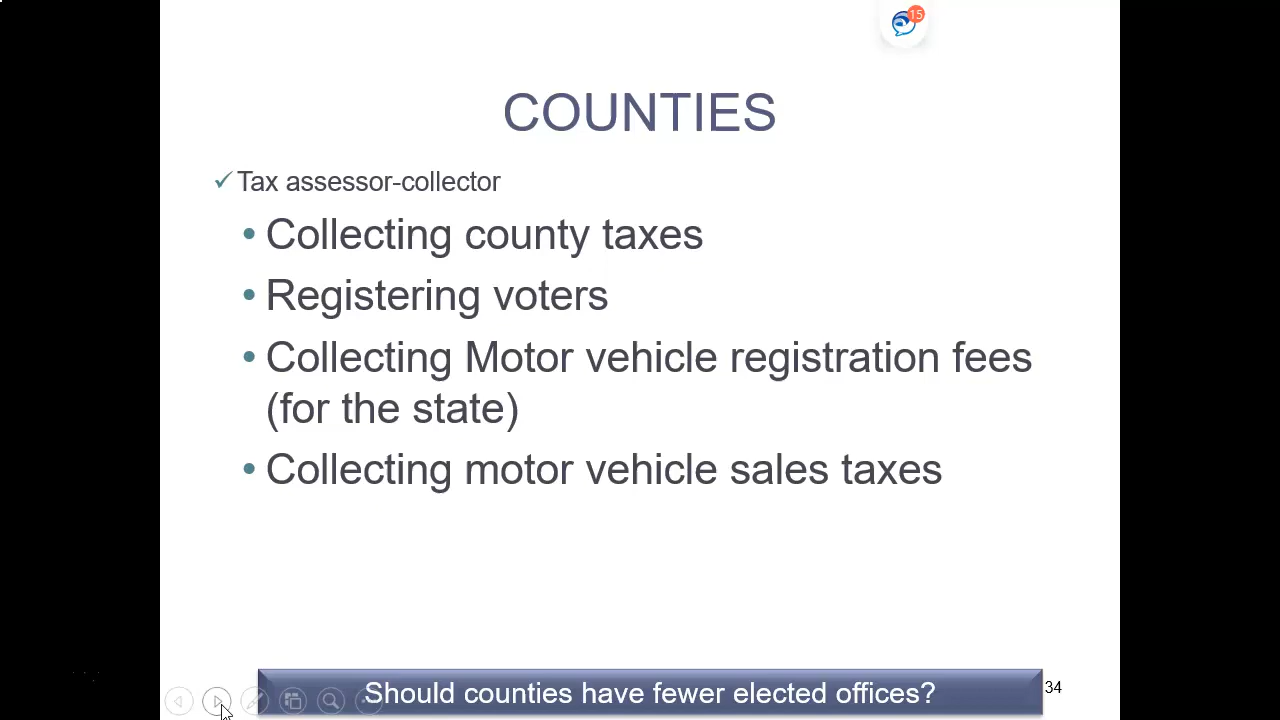 15
COUNTIES
✓ Tax assessor-collector
• Collecting county taxes
• Registering voters
• Collecting Motor vehicle registration fees
(for the state)
• Collecting motor vehicle sales taxes
Should counties have fewer elected offices?
34